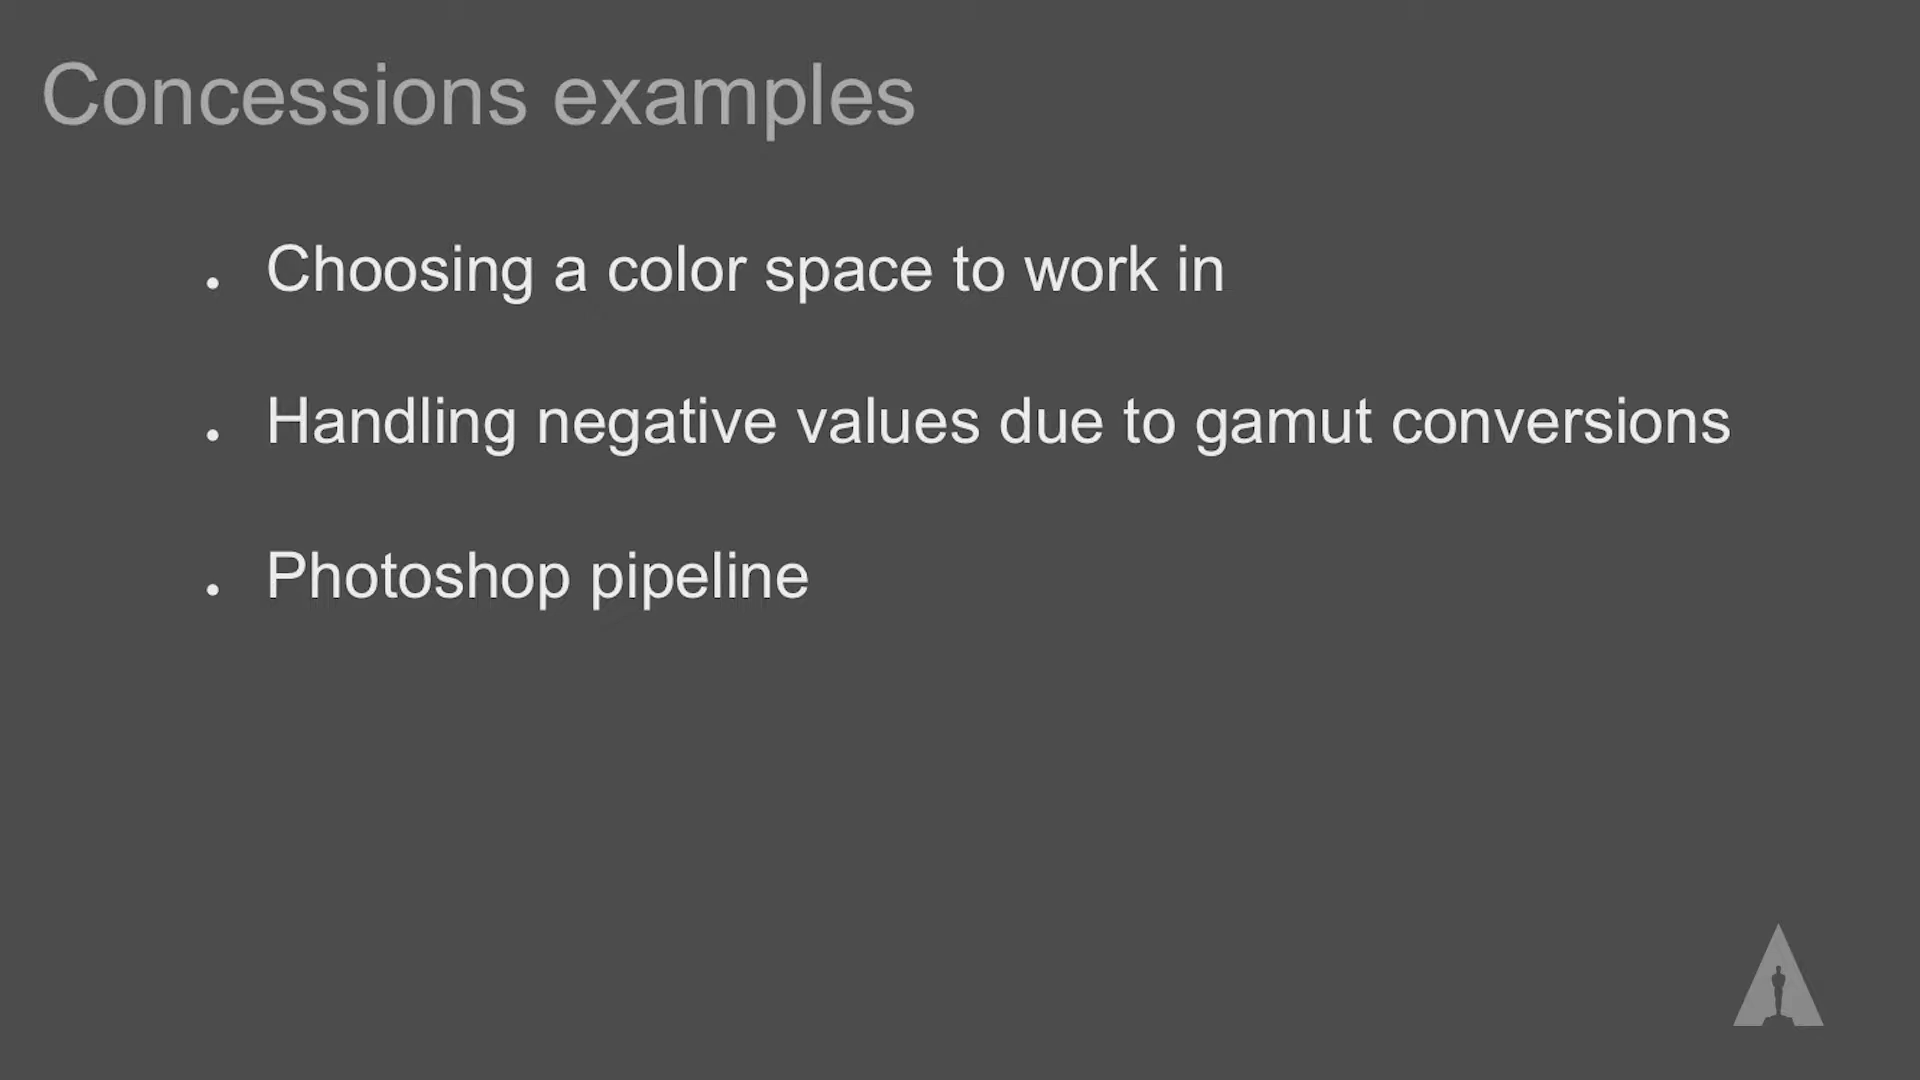 Concessions examples
• Choosing a color space to work in
• Handling negative values due to gamut conversions
• Photoshop pipeline